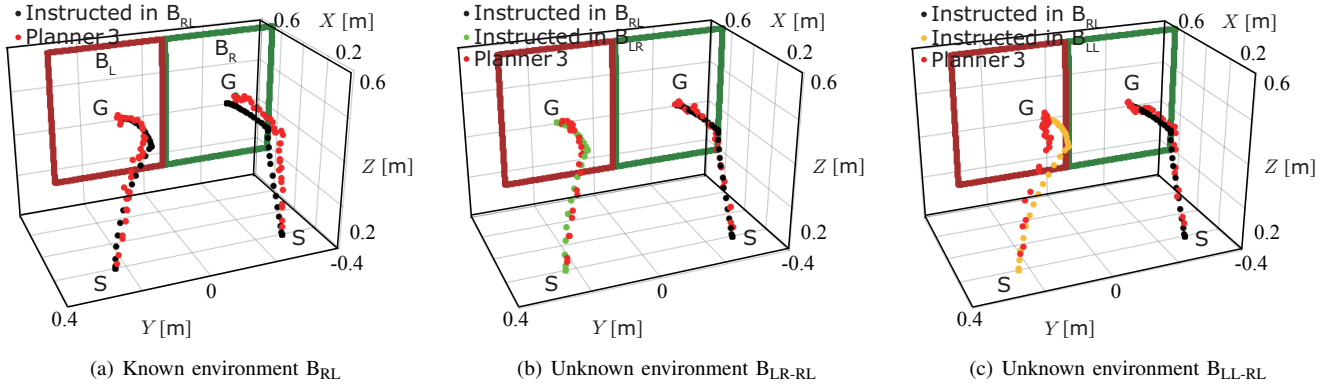 Instructed in B_RL
Planner 3
B_L
B_R
G
G
S
S
0.6
X [m]
0.2
0.6
Z [m]
0.2
-0.4
0
Y [m]
0.4
(a) Known environment B_RL
Instructed in B_RL
Instructed in B_LR
Planner 3
G
G
S
S
0.6
X [m]
0.2
0.6
Z [m]
0.2
-0.4
0
Y [m]
0.4
(b) Unknown environment B_LR-RL
Instructed in B_RL
Instructed in B_LL
Planner 3
G
G
S
S
0.6
X [m]
0.2
0.6
Z [m]
0.2
-0.4
0
Y [m]
0.4
(c) Unknown environment B_LL-RL